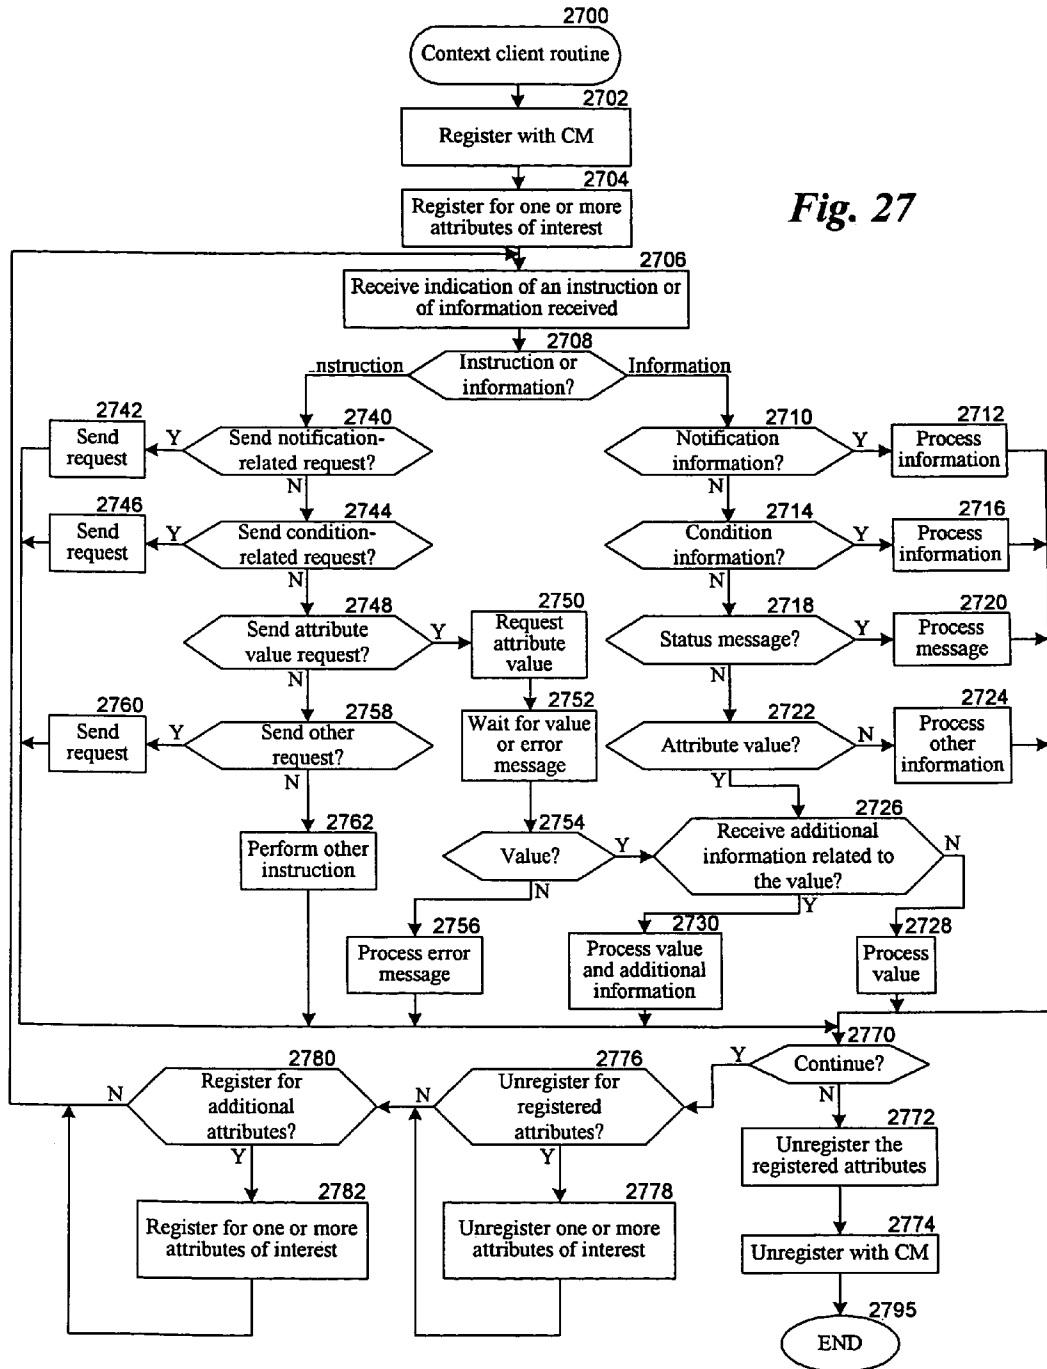 2700
Context client routine
2702
Register with CM
2704
Register for one or more
attributes of interest
Fig. 27
2706
Receive indication of an instruction or
of information received
2708
Instruction or
information?
nstruction
Information
2742
Send
request
Y
2740
Send notification-
related request?
N
2710
Notification
information?
Y
N
2712
Process
information
2746
Send
request
Y
2744
Send condition-
related request?
N
2714
Condition
information?
Y
N
2716
Process
information
2748
Send attribute
value request?
Y
N
2750
Request
attribute
value
2718
Status message?
Y
N
2720
Process
message
2760
Send
request
Y
2758
Send other
request?
N
2752
Wait for value
or error
message
2722
Attribute value?
N
Y
2724
Process
other
information
2762
Perform other
instruction
2754
Value?
Y
N
2726
Receive additional
information related to
the value?
N
Y
2756
Process error
message
2730
Process value
and additional
information
2728
Process
value
2770
Continue?
Y
N
2780
Register for
additional
attributes?
N
Y
2776
Unregister for
registered
attributes?
N
Y
2772
Unregister the
registered attributes
2782
Register for one or more
attributes of interest
2778
Unregister one or more
attributes of interest
2774
Unregister with CM
2795
END